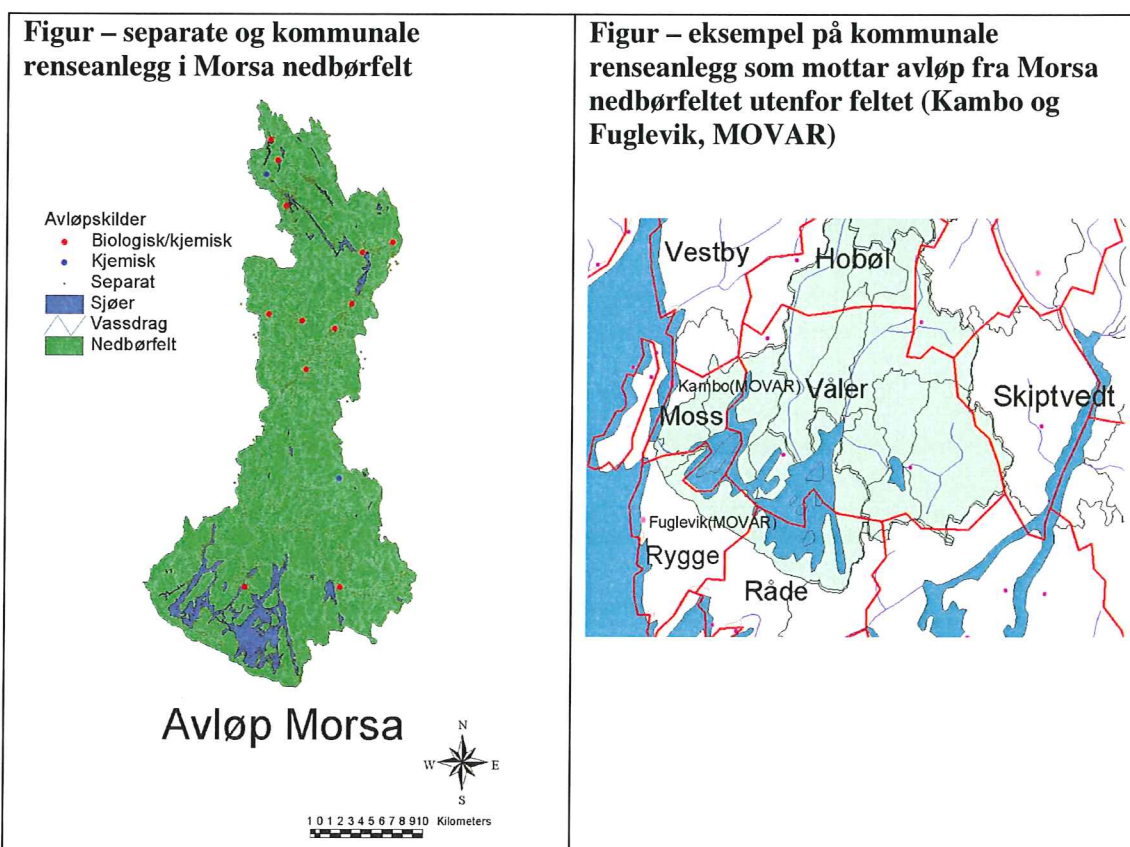 Figur – separate og kommunale
renseanlegg i Morsa nedbørfelt
Avløpskilder
Biologisk/kjemisk
Kjemisk
Separat
Sjøer
Vassdrag
Nedbørfelt
Avløp Morsa
N
W E
S
1 0 1 2 3 4 5 6 7 8 9 10 Kilometers
Figur – eksempel på kommunale
renseanlegg som mottar avløp fra Morsa
nedbørfeltet utenfor feltet (Kambo og
Fuglevik, MOVAR)
Vestby
Hobøl
Kambo(MOVAR)
Våler
Moss
Skiptvedt
Fuglevik(MOVAR)
Rygge
Råde